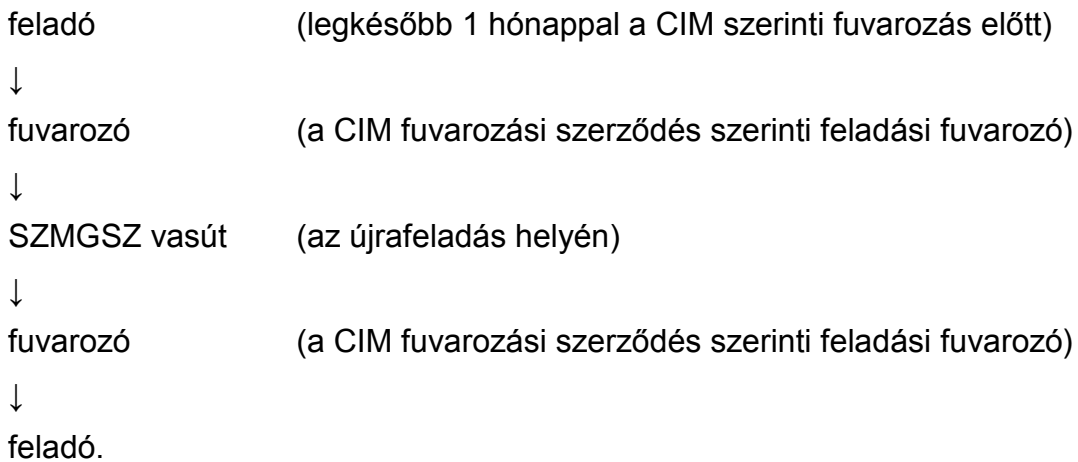 feladó (legkésőbb 1 hónappal a CIM szerinti fuvarozás előtt)
↓
fuvarozó (a CIM fuvarozási szerződés szerinti feladási fuvarozó)
↓
SZMGSZ vasút (az újrafeladás helyén)
↓
fuvarozó (a CIM fuvarozási szerződés szerinti feladási fuvarozó)
↓
feladó.